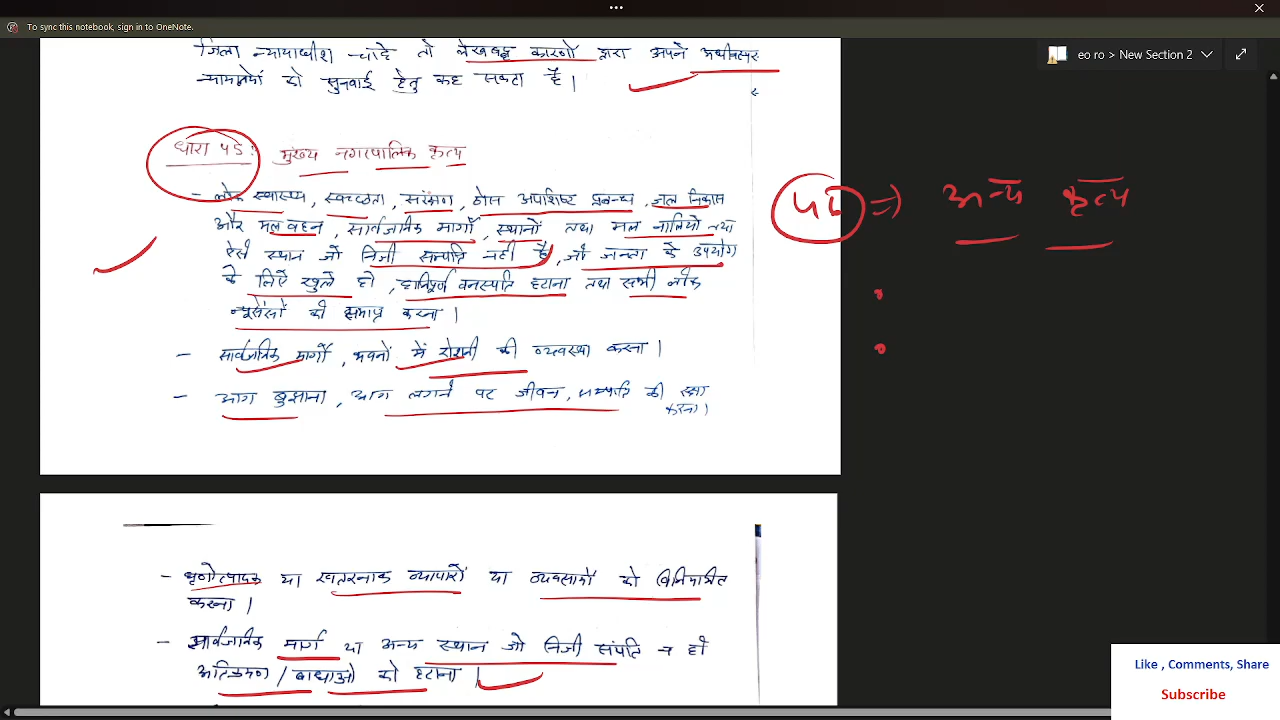 To sync this notebook, sign in to OneNote.
eo ro > New Section 2
जिला न्यायाधीश चाहे तो लेखबद्ध कारणों द्वारा अपने अधीनस्थ
को सुनवाई हेतु कह सकता है।
धारा 45: मुख्य नगरपालिक कृत्य
- लोक स्वास्थ्य, स्वच्छता, सरंक्षण, ठोस अपशिष्ट प्रबन्धन, जल निकास
और मल वहन, सार्वजनिक मार्गों, स्थानों तथा मल नालियों तथा
ऐसे स्थान जो निजी सम्पति नही है, जो जनता के उपयोग
के लिऐ खुले हो, हानिपूर्ण वनस्पति हटाना तथा सभी लोक
न्यूसेंसों को समाप्त करना।
- सार्वजनिक मार्गों, भवनों में रोशनी की व्यवस्था करना।
- आग बुझाना, आग लगने पर जीवन, सम्पति की रक्षा
करना।
46 => अन्य कृत्य
- घृणोत्पादक या खतरनाक व्यापारों या व्यवसायों को विनियमित
करना।
- सार्वजनिक मार्ग या अन्य स्थान जो निजी संपति न हो
अतिक्रमण / बाधाओं को हटाना।
Like , Comments, Share
Subscribe